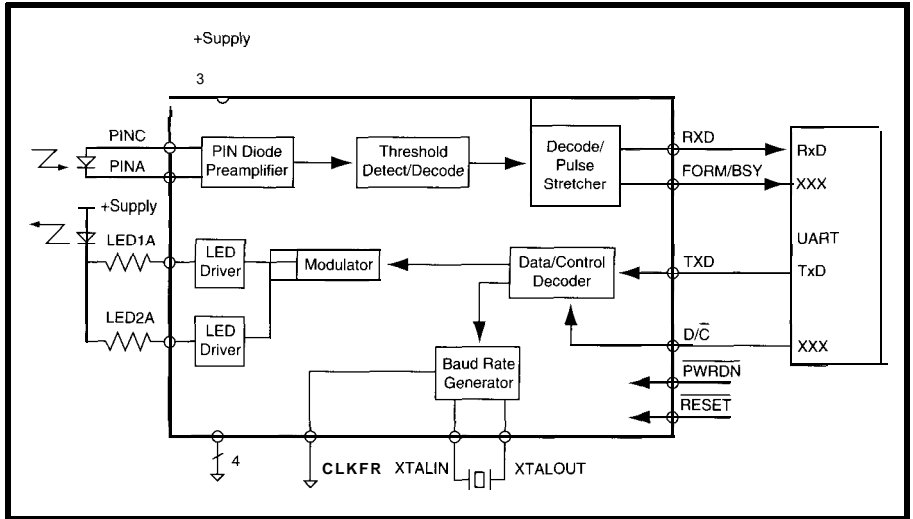 +Supply
3
PINC
PINA
PIN Diode
Preamplifier
Threshold
Detect/Decode
Decode/
Pulse
Stretcher
RXD
FORM/BSY
RxD
XXX
UART
TxD
XXX
+Supply
LED1A
LED
Driver
Modulator
Data/Control
Decoder
TXD
LED2A
LED
Driver
Baud Rate
Generator
D/C̅
P̅W̅R̅D̅N̅
R̅E̅S̅E̅T̅
4
CLKFR
XTALIN
XTALOUT